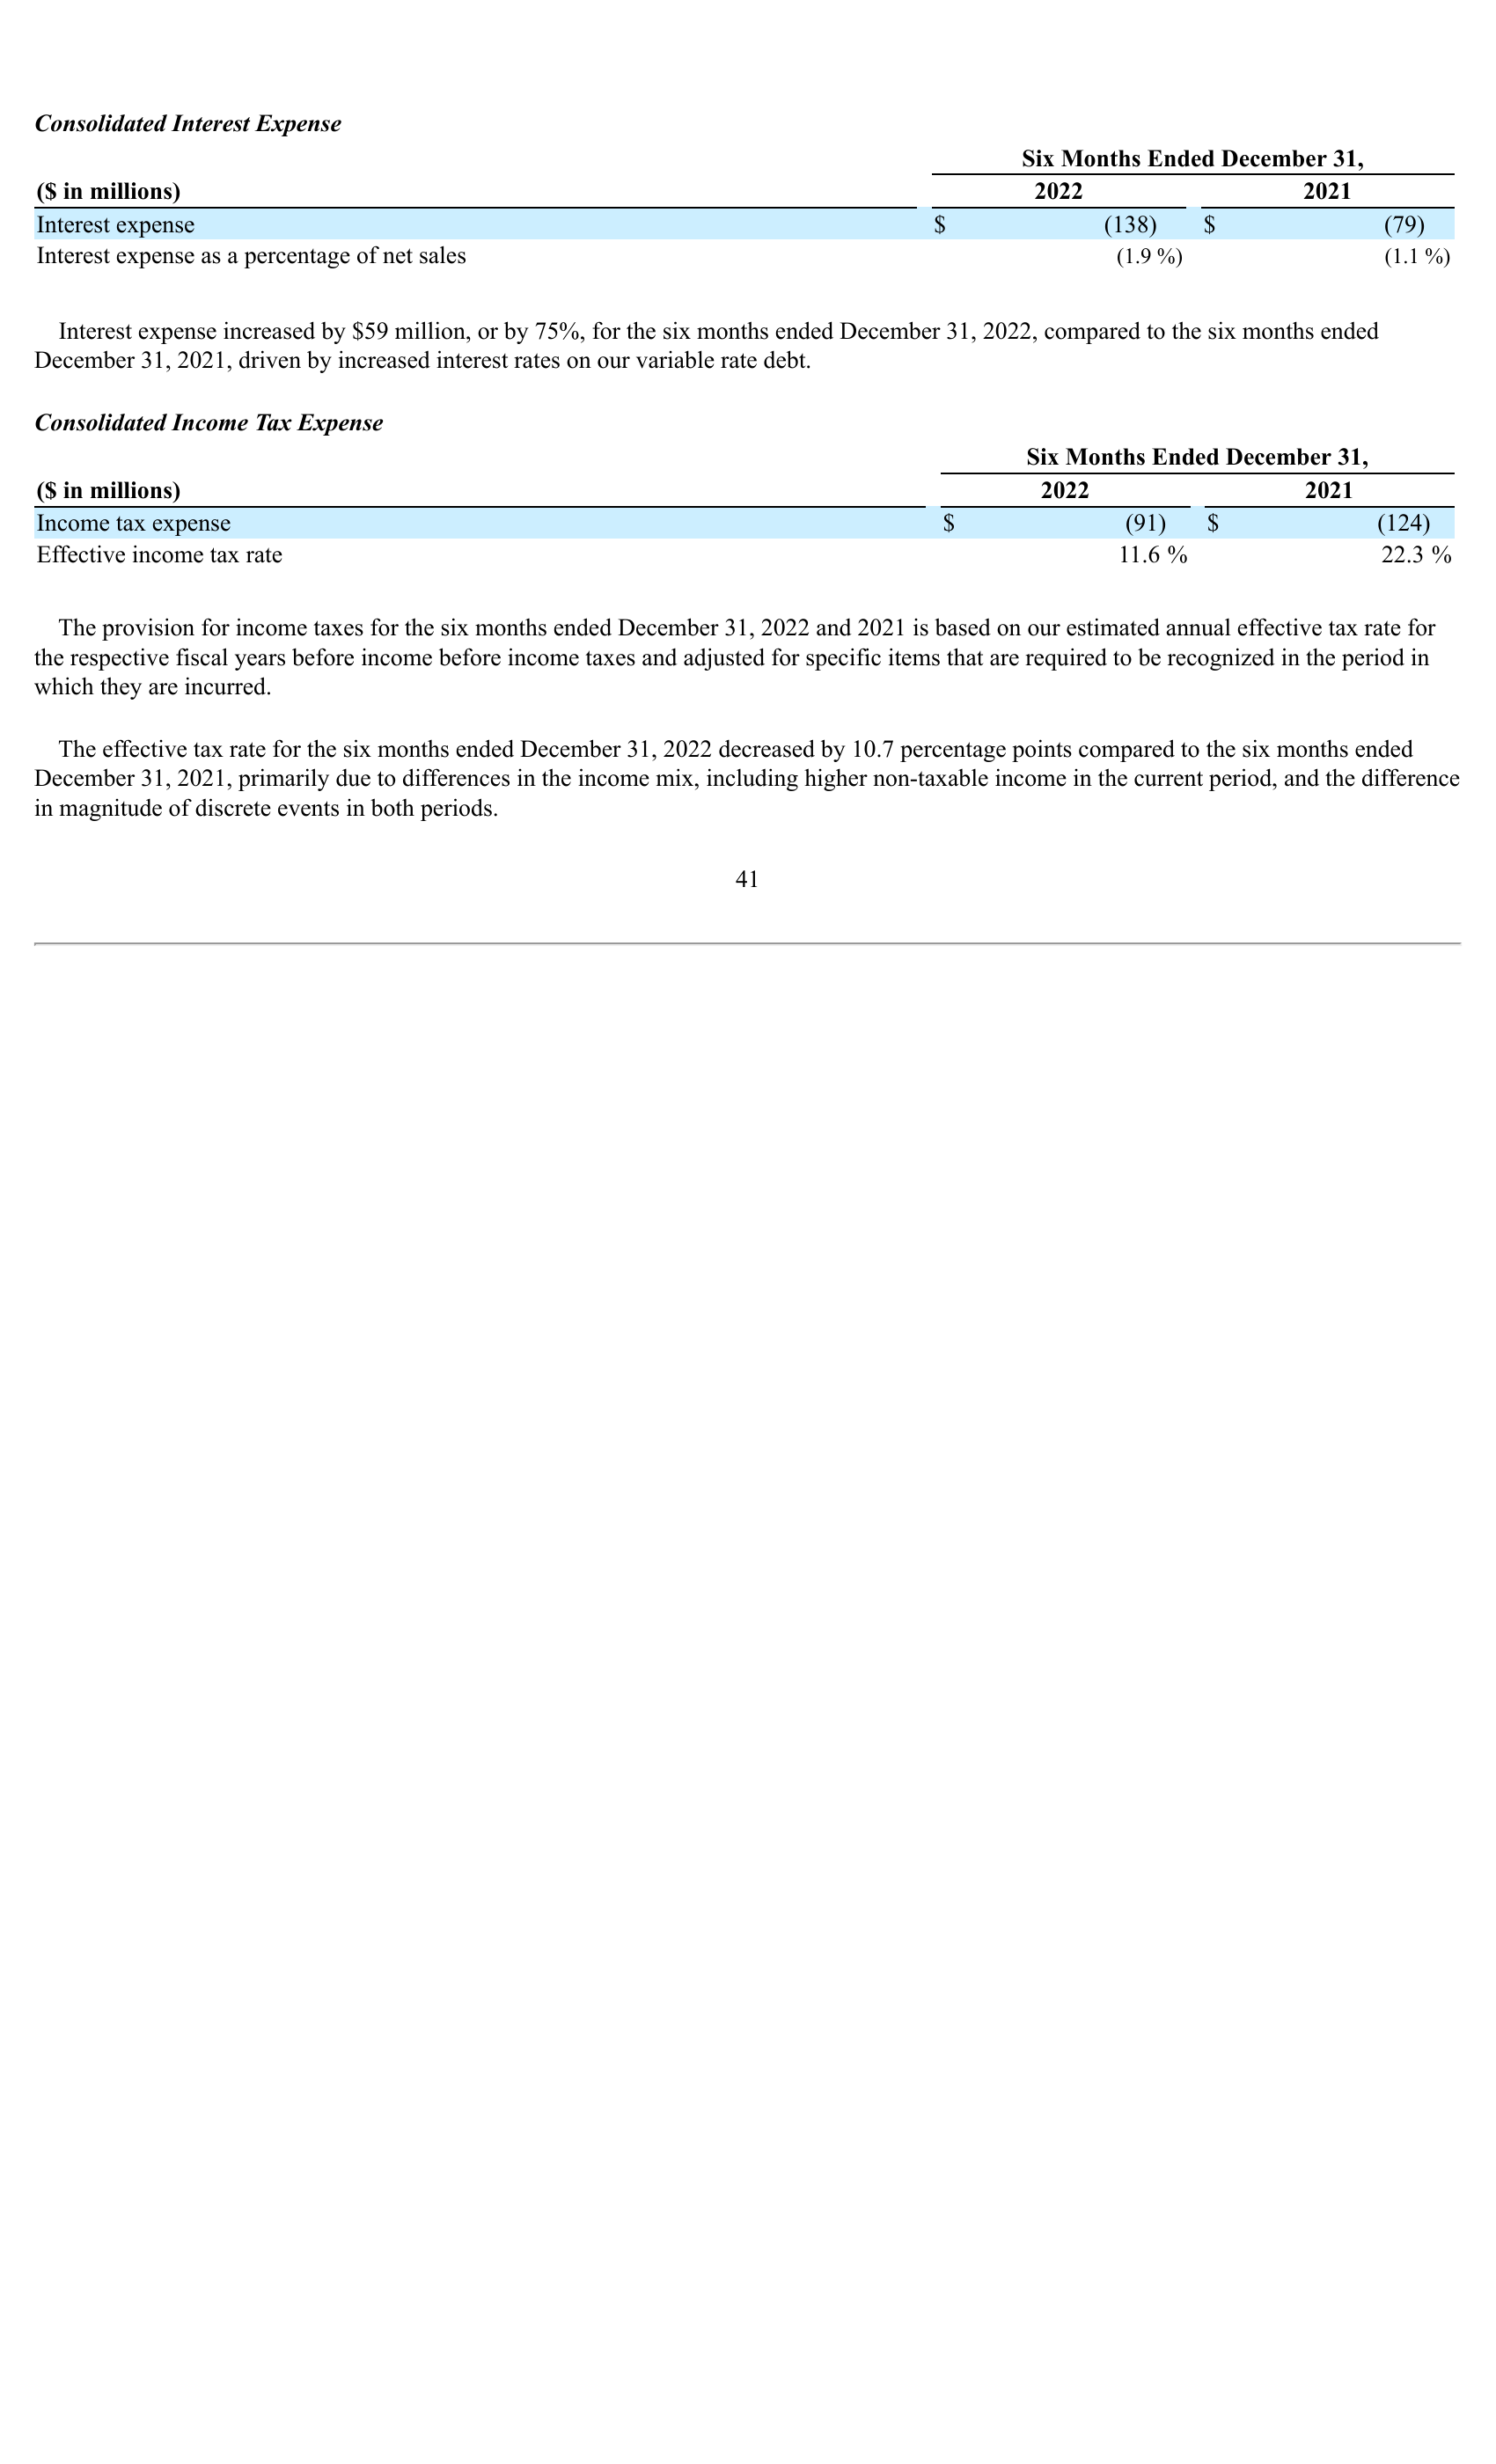 Consolidated Interest Expense
Six Months Ended December 31,
($ in millions) 2022 2021
Interest expense $ (138) $ (79)
Interest expense as a percentage of net sales (1.9 %) (1.1 %)
Interest expense increased by $59 million, or by 75%, for the six months ended December 31, 2022, compared to the six months ended
December 31, 2021, driven by increased interest rates on our variable rate debt.
Consolidated Income Tax Expense
Six Months Ended December 31,
($ in millions) 2022 2021
Income tax expense $ (91) $ (124)
Effective income tax rate 11.6 % 22.3 %
The provision for income taxes for the six months ended December 31, 2022 and 2021 is based on our estimated annual effective tax rate for
the respective fiscal years before income before income taxes and adjusted for specific items that are required to be recognized in the period in
which they are incurred.
The effective tax rate for the six months ended December 31, 2022 decreased by 10.7 percentage points compared to the six months ended
December 31, 2021, primarily due to differences in the income mix, including higher non-taxable income in the current period, and the difference
in magnitude of discrete events in both periods.
41